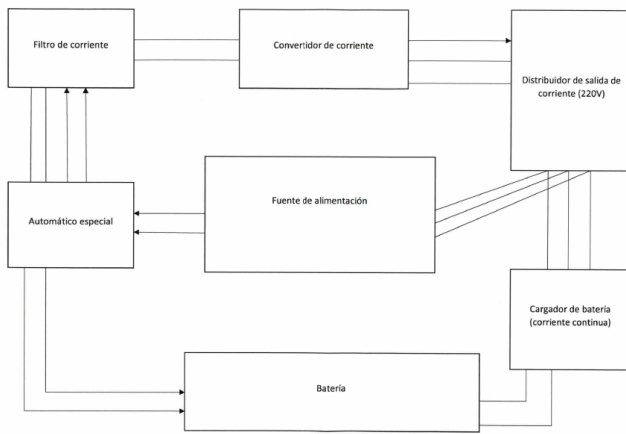 Filtro de corriente
Convertidor de corriente
Distribuidor de salida de
corriente (220V)
Fuente de alimentación
Automático especial
Cargador de batería
(corriente continua)
Batería